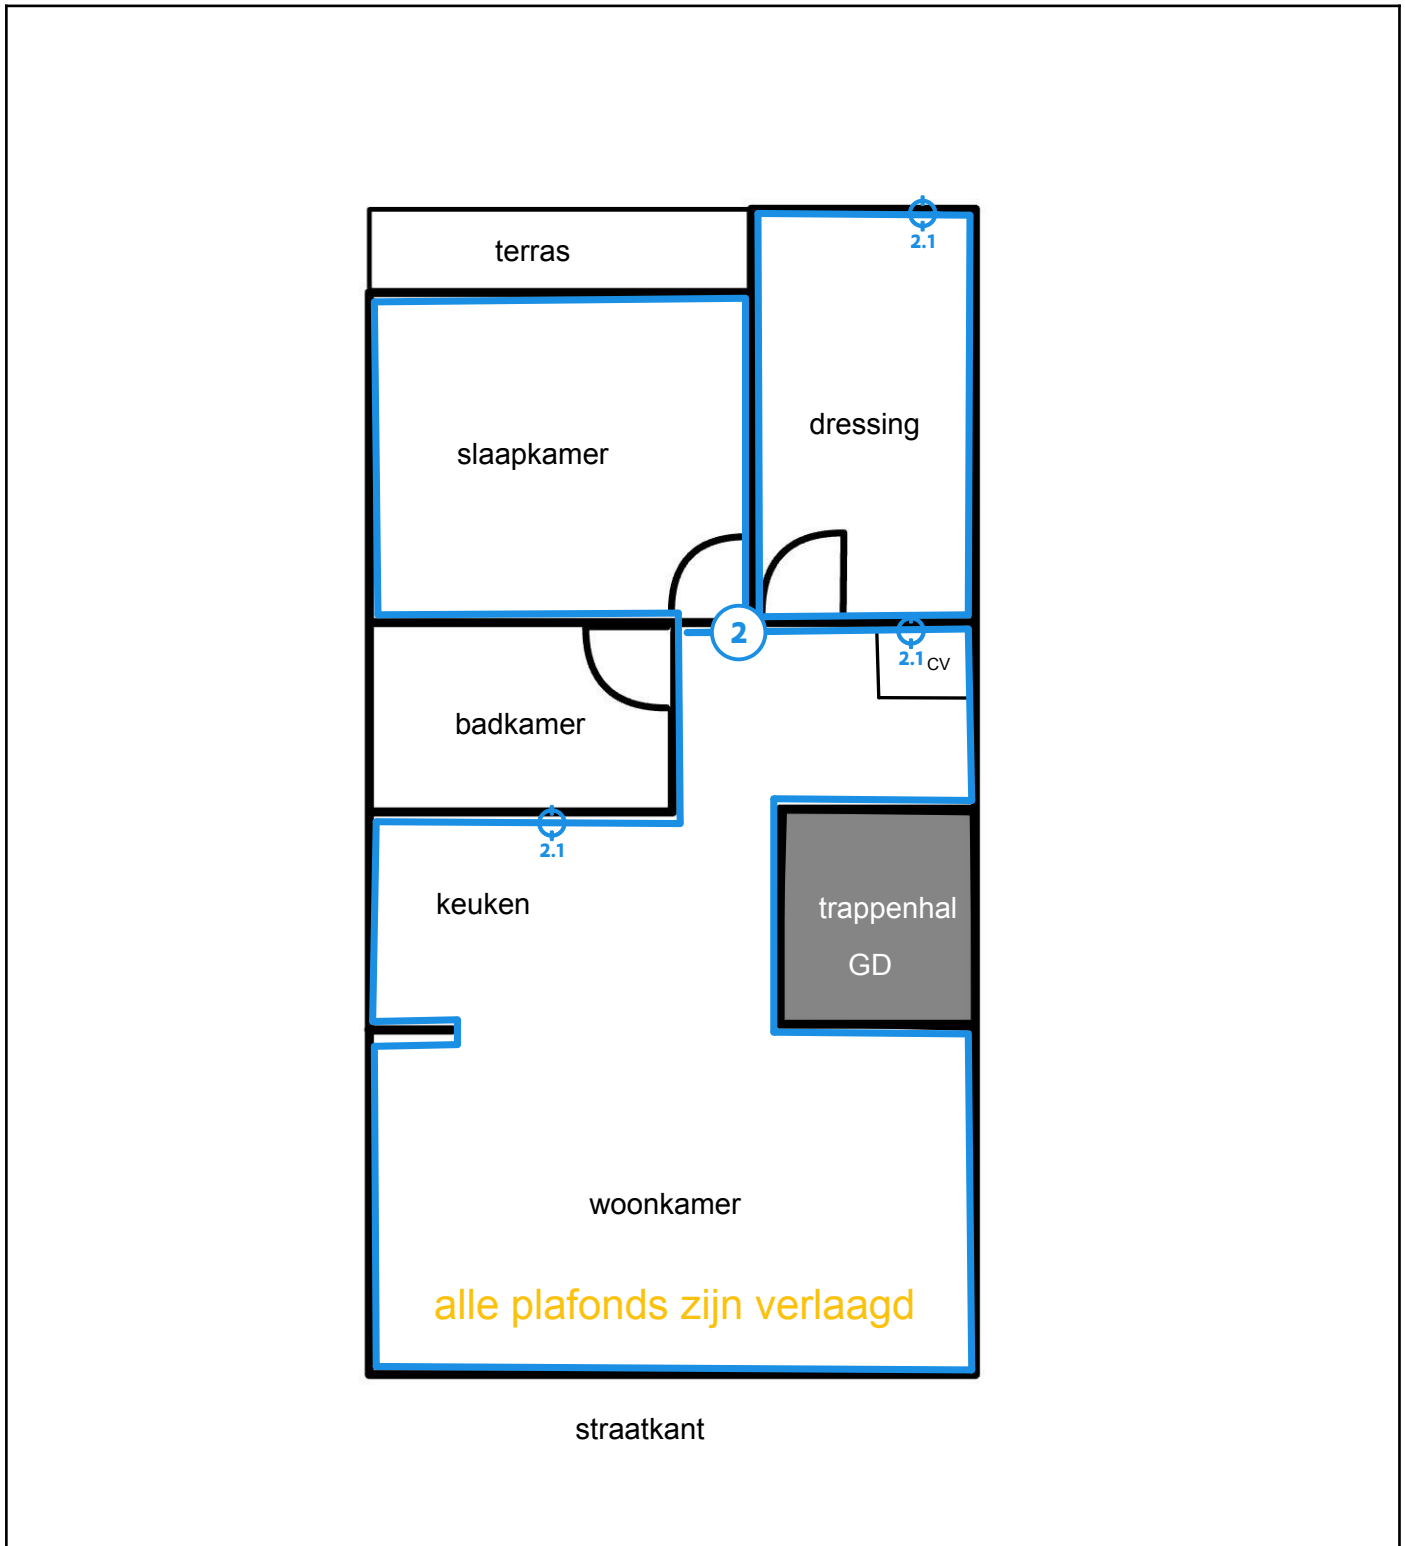 terras
2.1
dressing
slaapkamer
2
2.1
CV
badkamer
2.1
keuken
trappenhal
GD
woonkamer
alle plafonds zijn verlaagd
straatkant